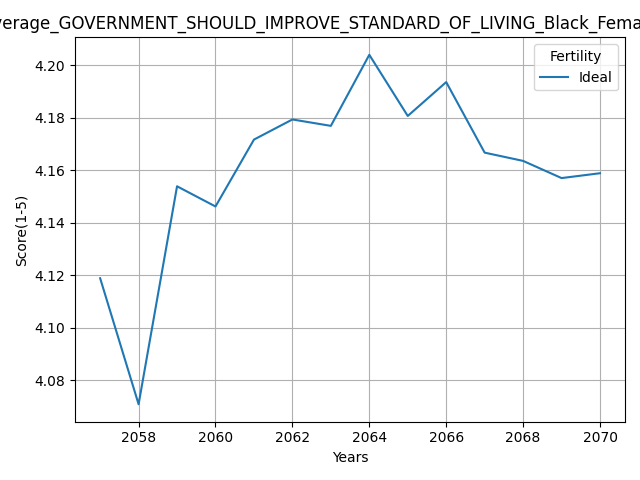 verage_GOVERNMENT_SHOULD_IMPROVE_STANDARD_OF_LIVING_Black_Fema
Fertility
Ideal
Score(1-5)
4.20
4.18
4.16
4.14
4.12
4.10
4.08
2058 2060 2062 2064 2066 2068 2070
Years